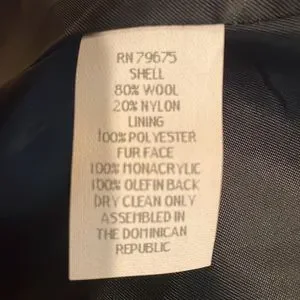 RN 79675
SHELL
80% WOOL
20% NYLON
LINING
100% POLYESTER
FUR FACE
100% MONACRYLIC
100% OLEFIN BACK
DRY CLEAN ONLY
ASSEMBLED IN
THE DOMINICAN
REPUBLIC